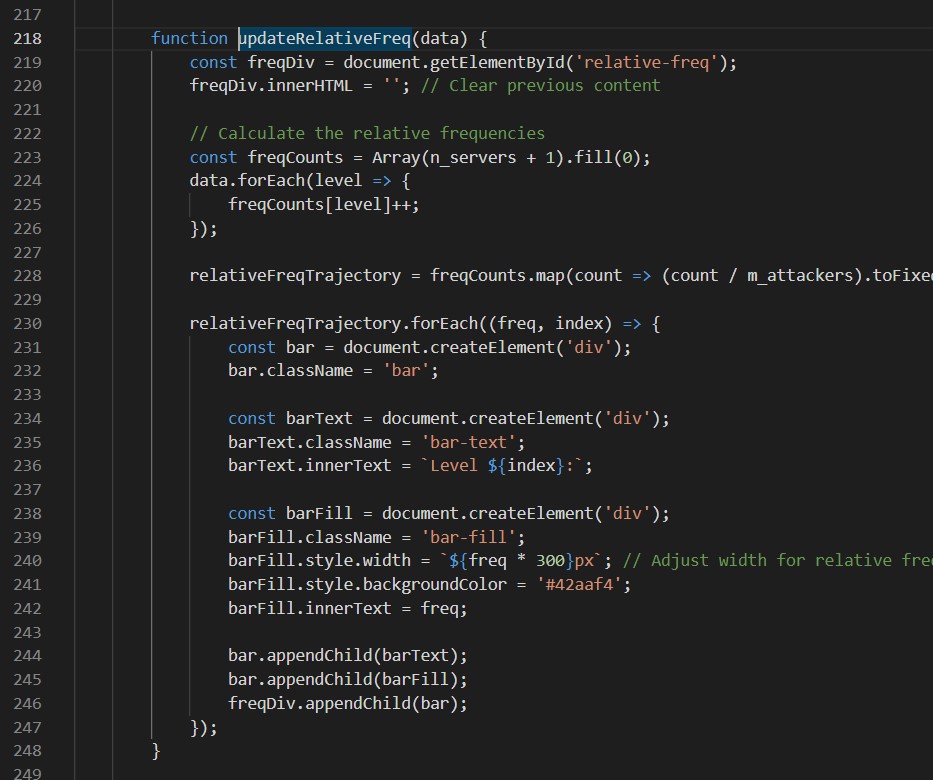 217
218 function updateRelativeFreq(data) {
219 const freqDiv = document.getElementById('relative-freq');
220 freqDiv.innerHTML = ''; // Clear previous content
221
222 // Calculate the relative frequencies
223 const freqCounts = Array(n_servers + 1).fill(0);
224 data.forEach(level => {
225 freqCounts[level]++;
226 });
227
228 relativeFreqTrajectory = freqCounts.map(count => (count / m_attackers).toFixe
229
230 relativeFreqTrajectory.forEach((freq, index) => {
231 const bar = document.createElement('div');
232 bar.className = 'bar';
233
234 const barText = document.createElement('div');
235 barText.className = 'bar-text';
236 barText.innerText = `Level ${index}:`;
237
238 const barFill = document.createElement('div');
239 barFill.className = 'bar-fill';
240 barFill.style.width = `${freq * 300}px`; // Adjust width for relative fre
241 barFill.style.backgroundColor = '#42aaf4';
242 barFill.innerText = freq;
243
244 bar.appendChild(barText);
245 bar.appendChild(barFill);
246 freqDiv.appendChild(bar);
247 });
248 }
249